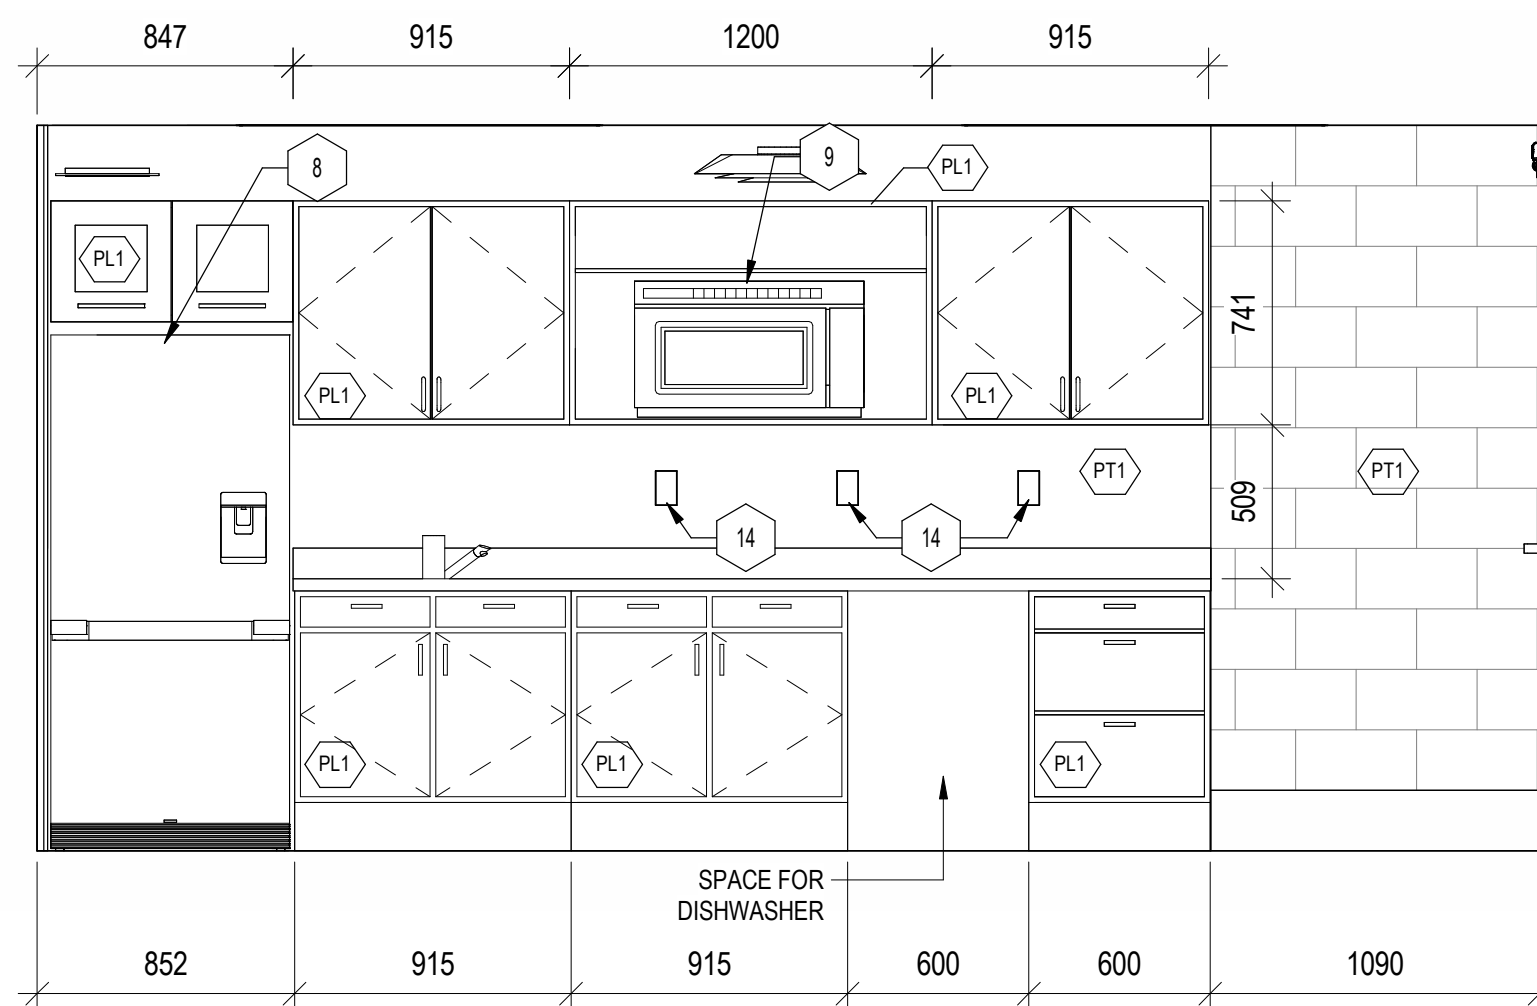 847 915 1200 915
8 9 PL1
PL1
741
PL1 PL1
PT1 PT1
509
14 14
PL1 PL1 PL1
SPACE FOR
DISHWASHER
852 915 915 600 600 1090